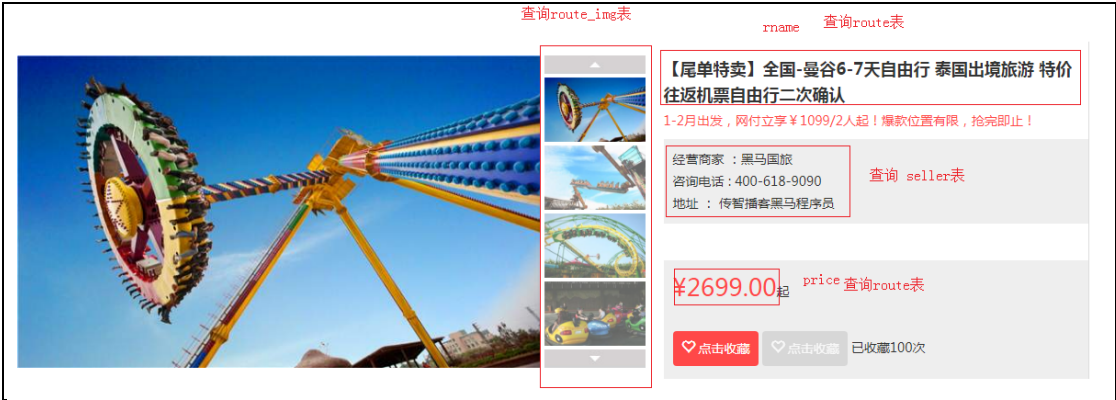 查询route_img表
rname 查询route表
【尾单特卖】全国-曼谷6-7天自由行 泰国出境旅游 特价
往返机票自由行二次确认
1-2月出发，网付立享￥1099/2人起！爆款位置有限，抢完即止！
经营商家 ：黑马国旅
咨询电话 : 400-618-9090
地址 ： 传智播客黑马程序员
查询 seller表
¥2699.00起
price 查询route表
点击收藏 点击收藏 已收藏100次